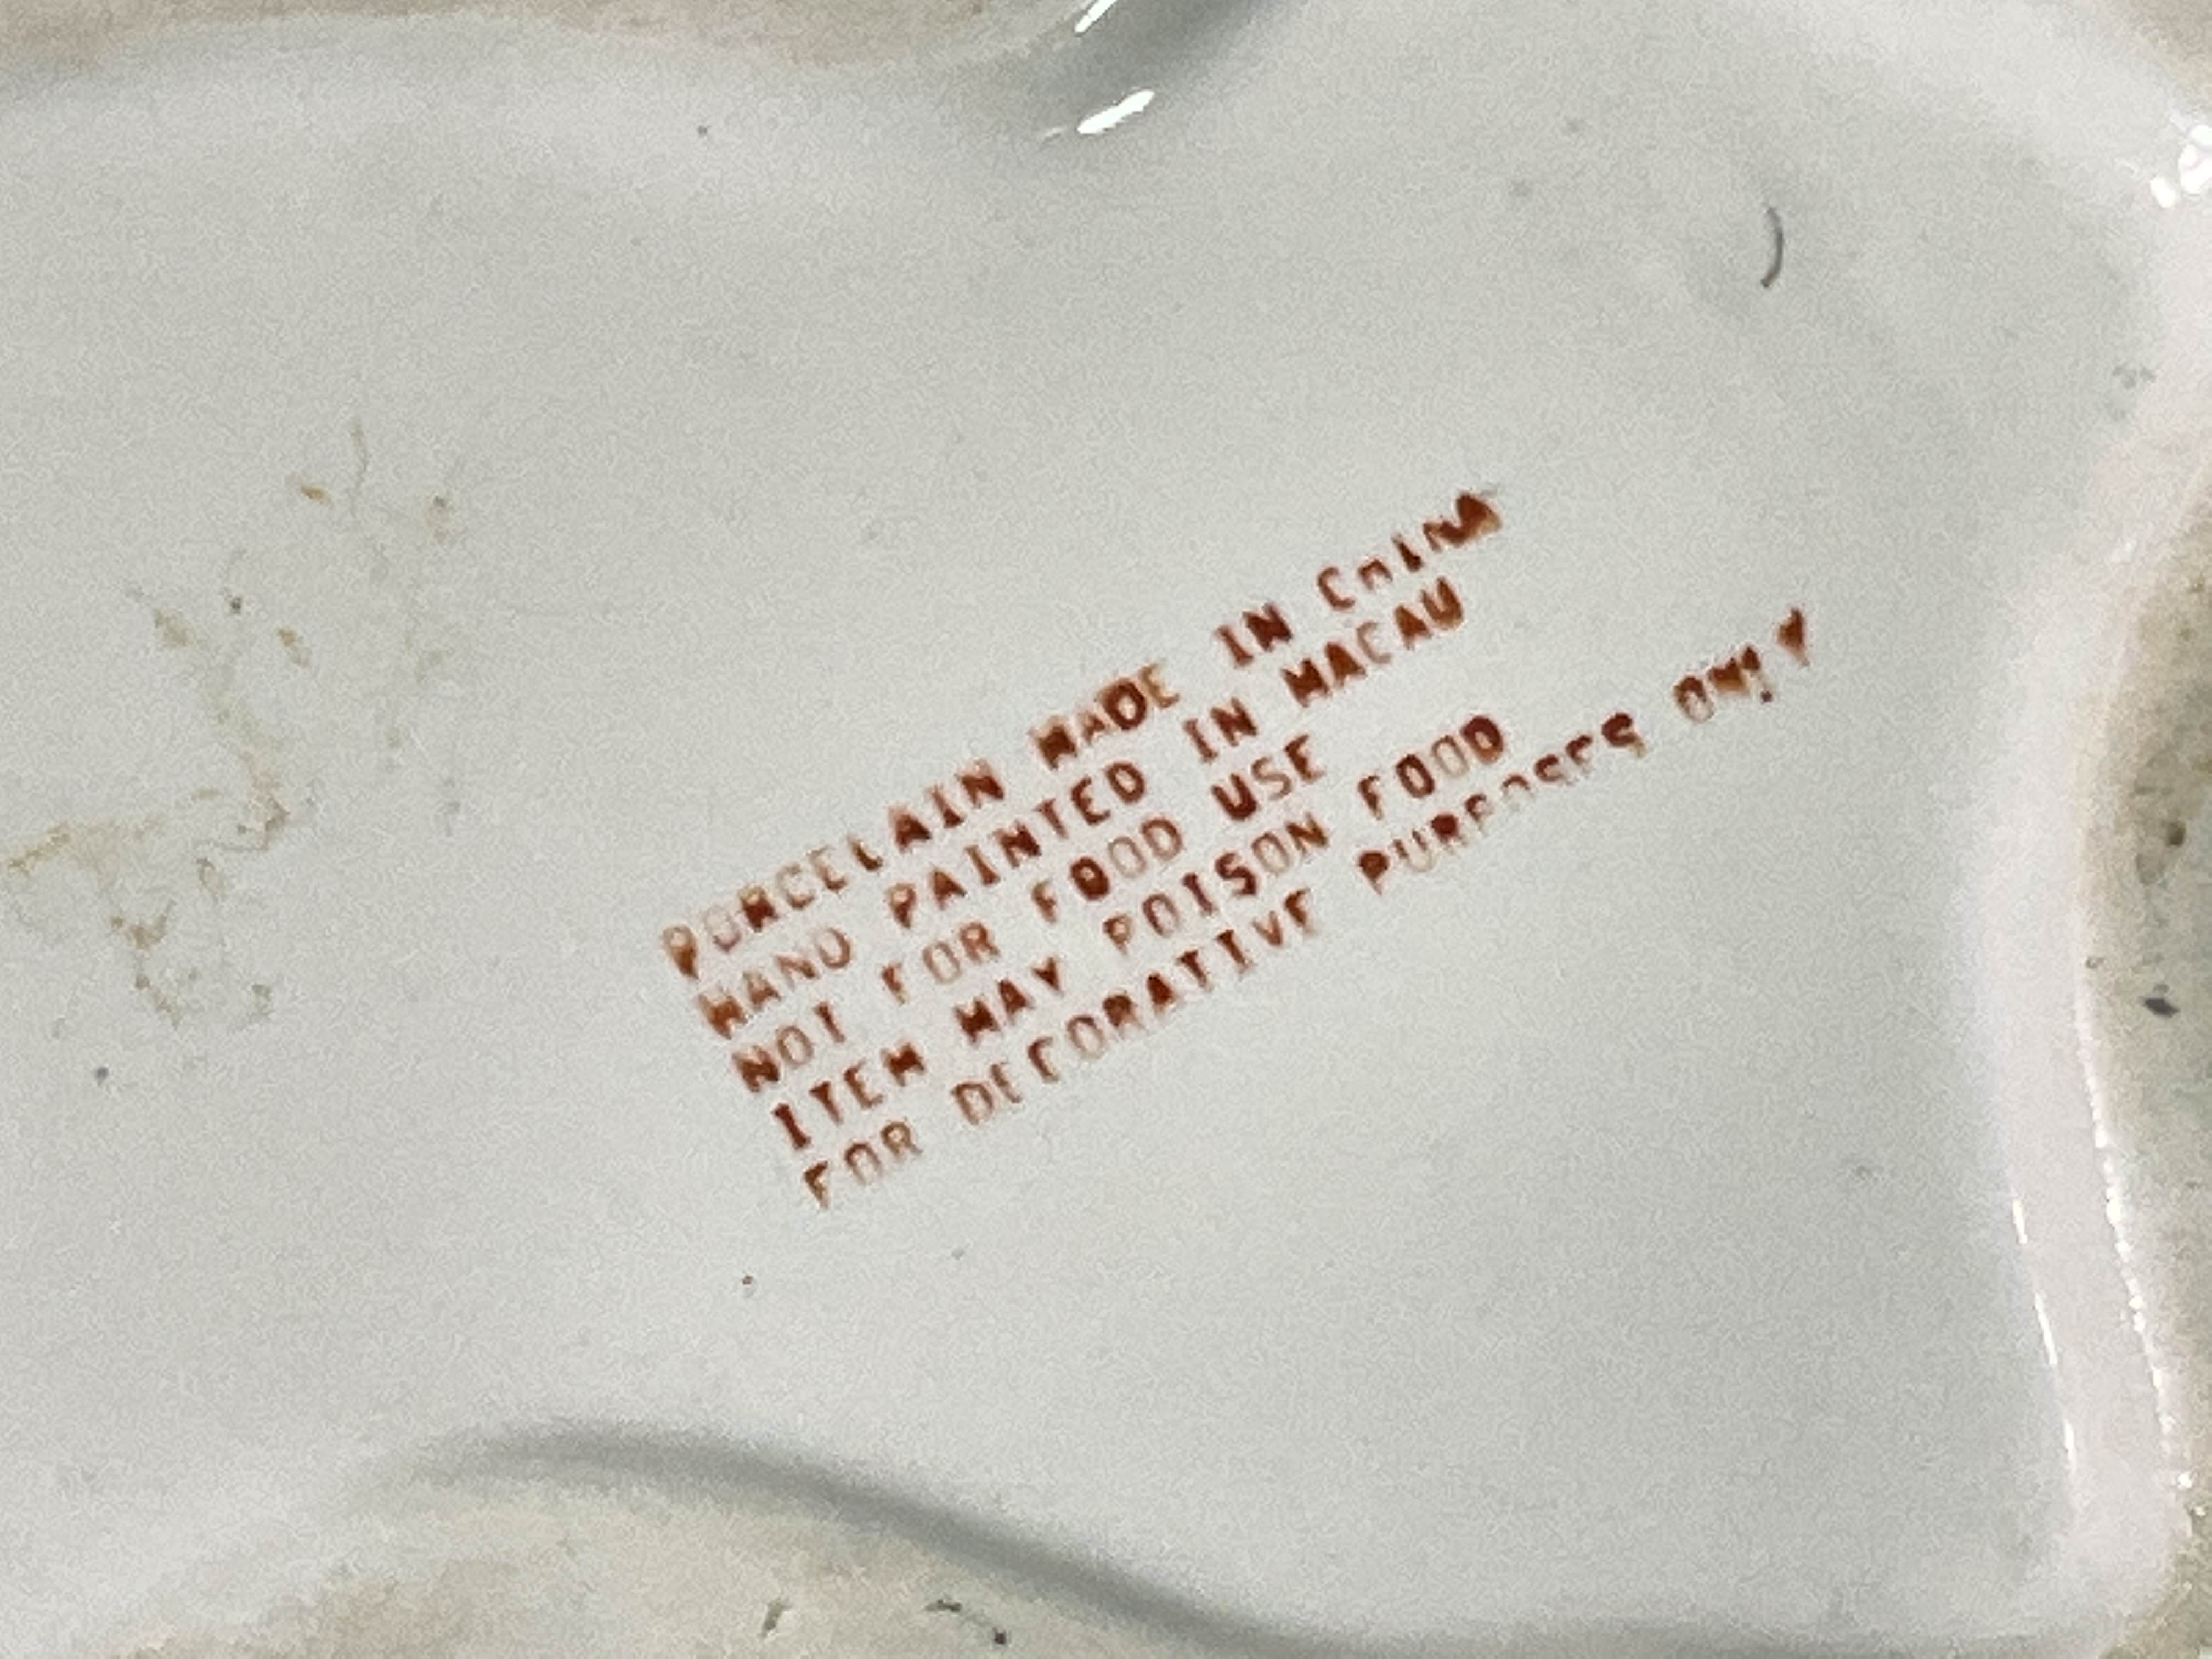 PORCELAIN MADE IN CHINA
HAND PAINTED IN MACAU
NOT FOR FOOD USE
ITEM MAY POISON FOOD
FOR DECORATIVE PURPOSES ONLY